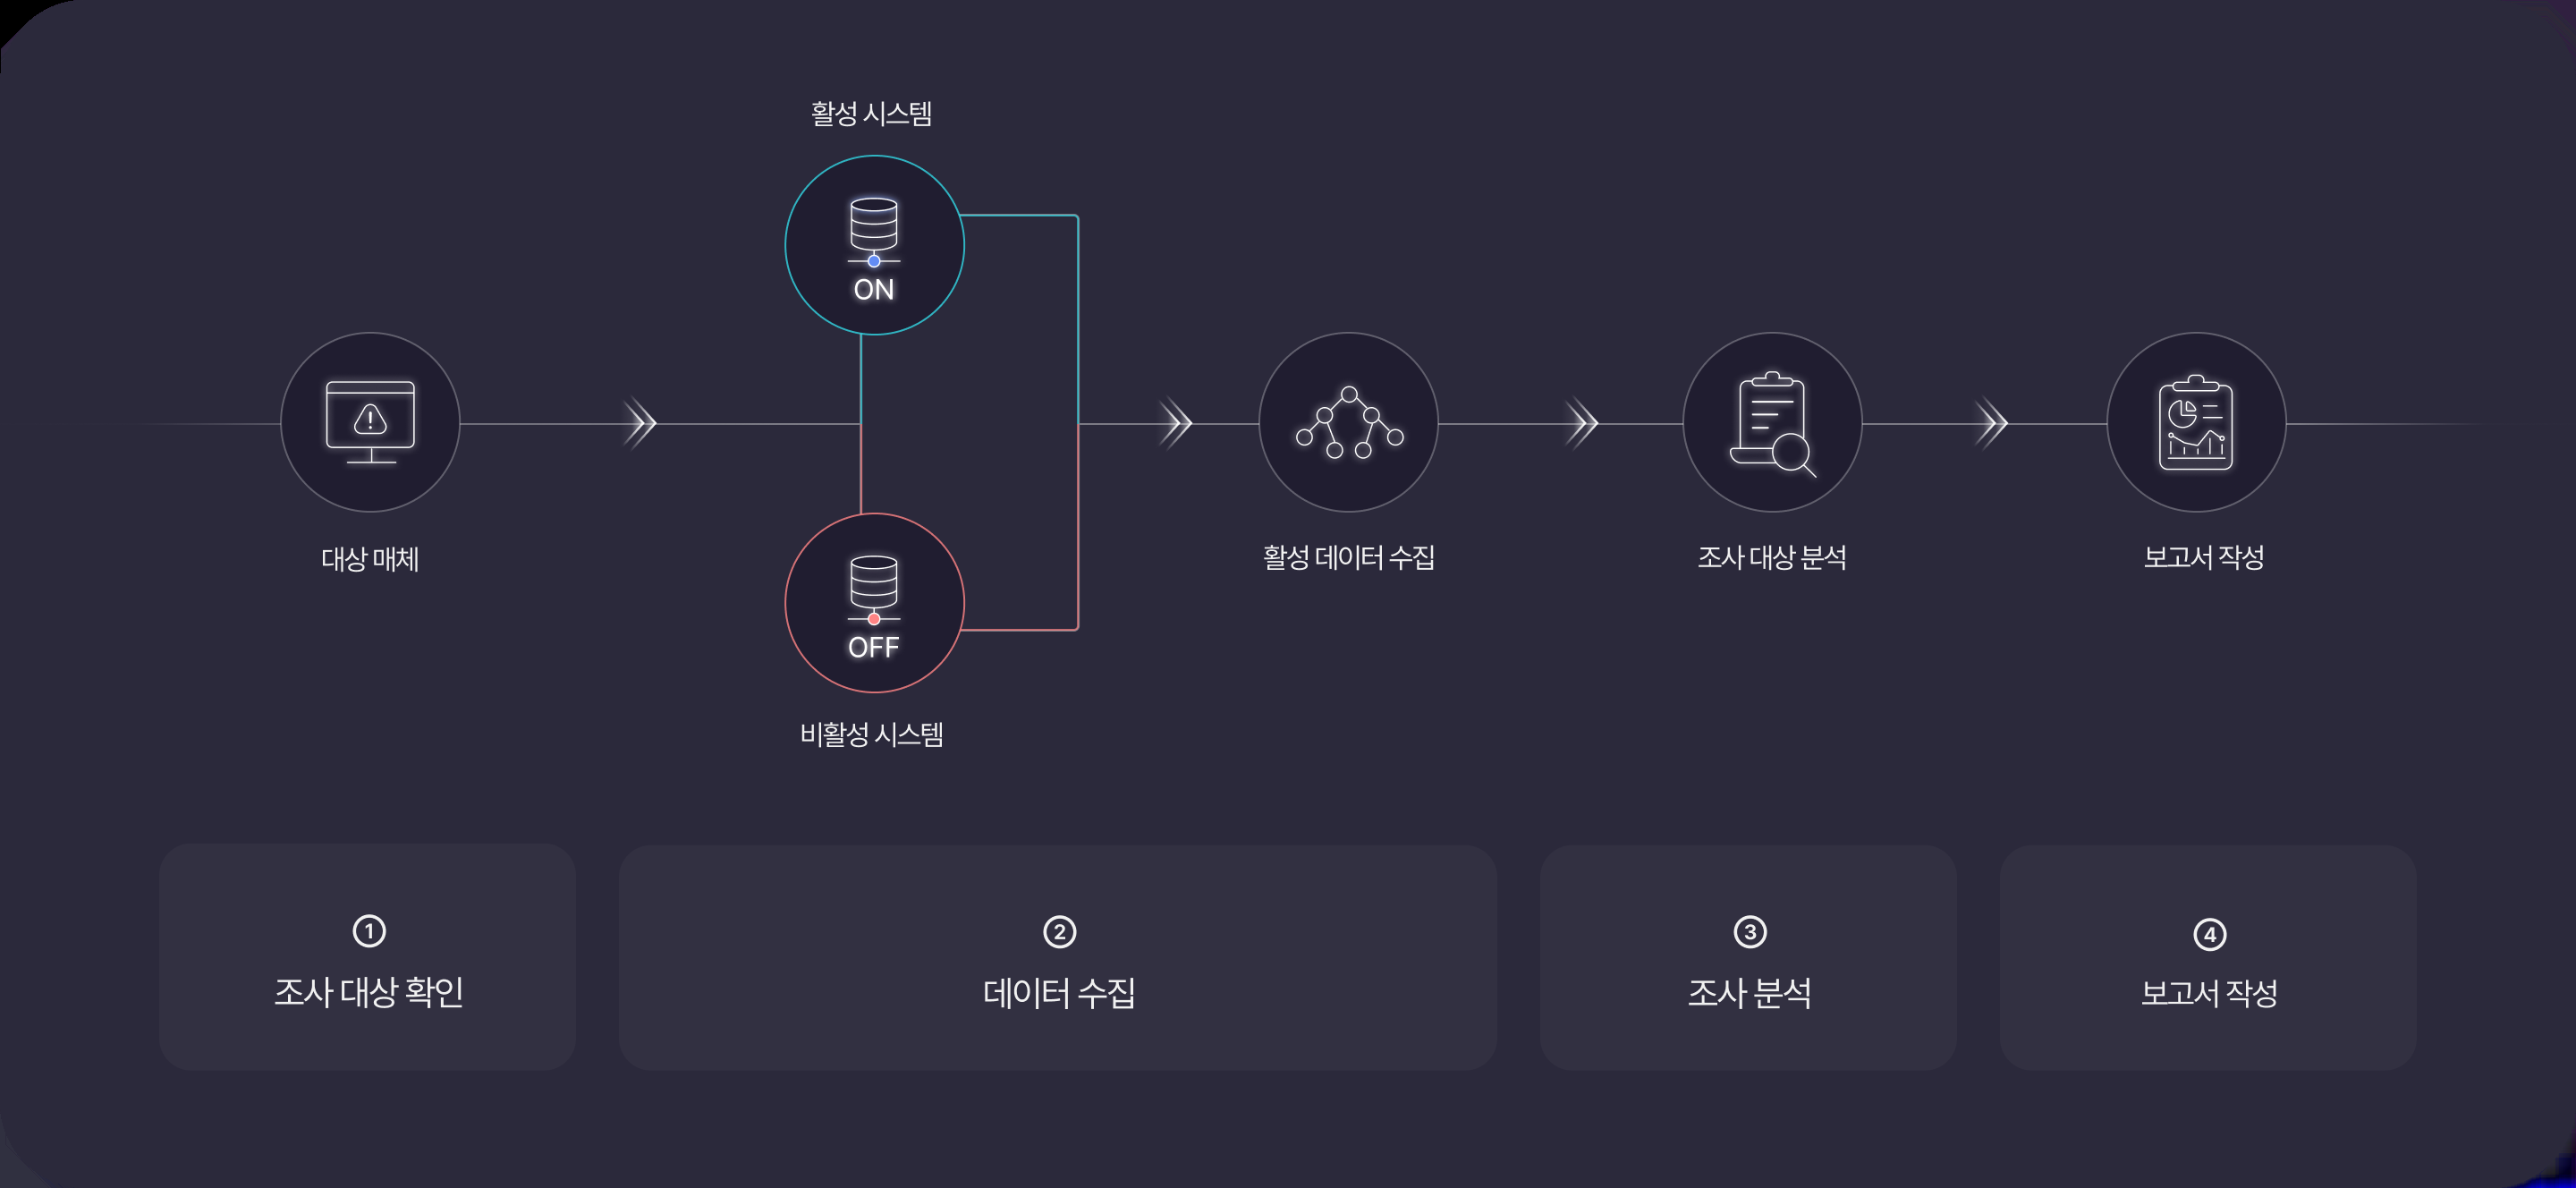 활성 시스템
ON
대상 매체
OFF
비활성 시스템
활성 데이터 수집
조사 대상 분석
보고서 작성
1
조사 대상 확인
2
데이터 수집
3
조사 분석
4
보고서 작성